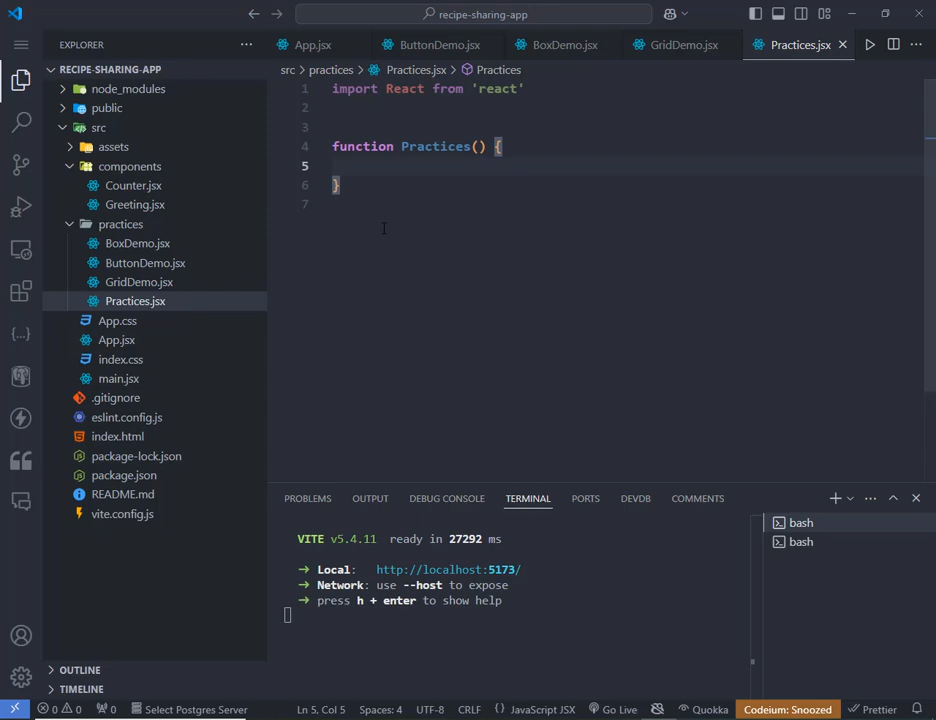 recipe-sharing-app
EXPLORER
App.jsx
ButtonDemo.jsx
BoxDemo.jsx
GridDemo.jsx
Practices.jsx
RECIPE-SHARING-APP
src > practices > Practices.jsx > Practices
node_modules
public
src
assets
components
Counter.jsx
Greeting.jsx
practices
BoxDemo.jsx
ButtonDemo.jsx
GridDemo.jsx
Practices.jsx
App.css
App.jsx
index.css
main.jsx
.gitignore
eslint.config.js
index.html
package-lock.json
package.json
README.md
vite.config.js
OUTLINE
TIMELINE
1 import React from 'react'
2
3
4 function Practices() {
5
6 }
7
PROBLEMS OUTPUT DEBUG CONSOLE TERMINAL PORTS DEVDB COMMENTS
VITE v5.4.11 ready in 27292 ms
➜ Local: http://localhost:5173/
➜ Network: use --host to expose
➜ press h + enter to show help
bash
bash
0 0 0 Select Postgres Server Ln 5, Col 5 Spaces: 4 UTF-8 CRLF {} JavaScript JSX Go Live Quokka Codeium: Snoozed Prettier